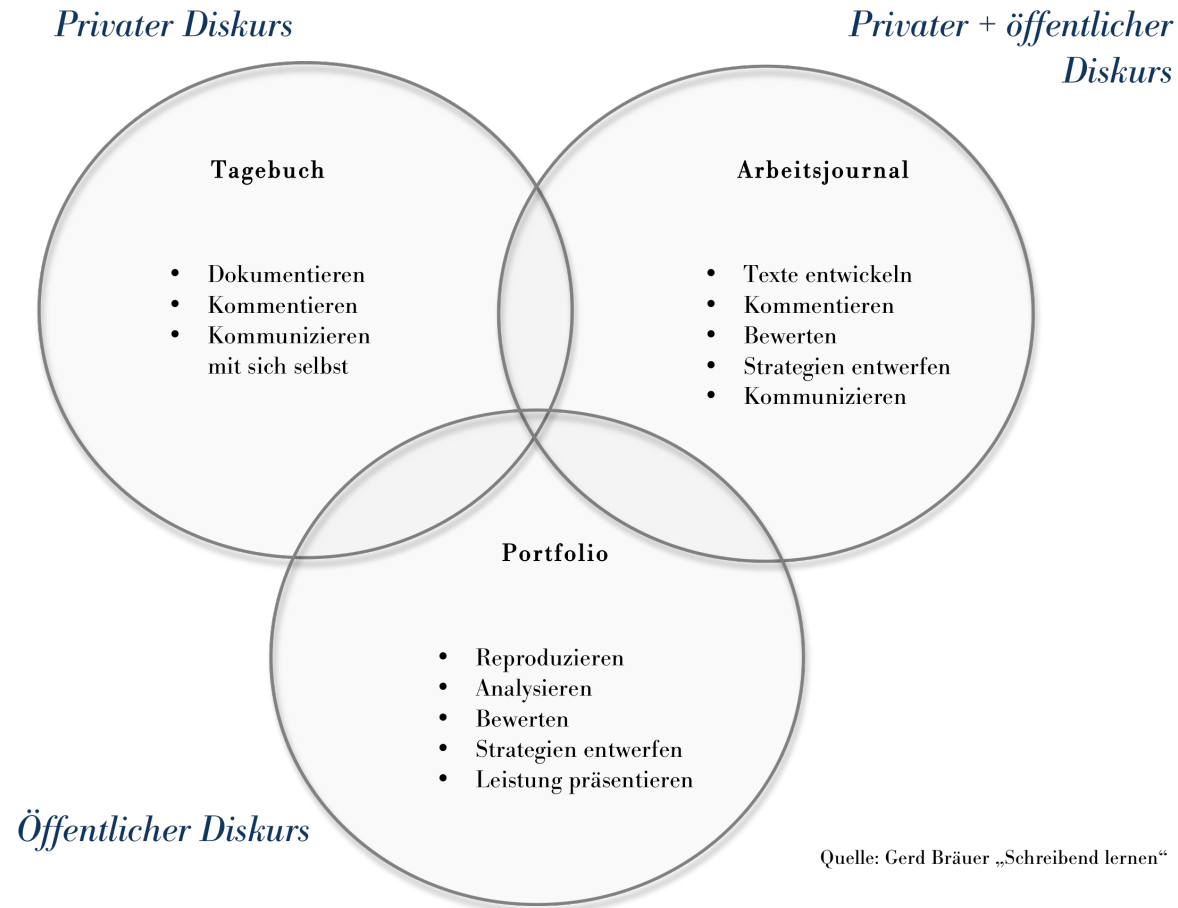 Privater Diskurs
Privater + öffentlicher
Diskurs
Tagebuch
• Dokumentieren
• Kommentieren
• Kommunizieren
mit sich selbst
Arbeitsjournal
• Texte entwickeln
• Kommentieren
• Bewerten
• Strategien entwerfen
• Kommunizieren
Portfolio
• Reproduzieren
• Analysieren
• Bewerten
• Strategien entwerfen
• Leistung präsentieren
Öffentlicher Diskurs
Quelle: Gerd Bräuer „Schreibend lernen“